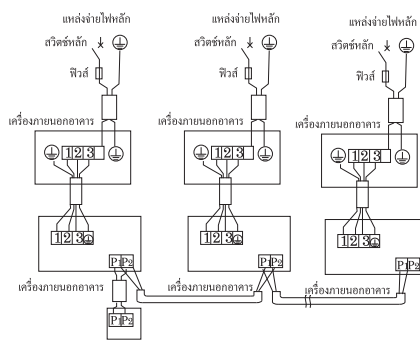 แหล่งจ่ายไฟหลัก แหล่งจ่ายไฟหลัก แหล่งจ่ายไฟหลัก
สวิตช์หลัก สวิตช์หลัก สวิตช์หลัก
ฟิวส์ ฟิวส์ ฟิวส์
เครื่องภายนอกอาคาร เครื่องภายนอกอาคาร เครื่องภายนอกอาคาร
1 2 3 1 2 3 1 2 3
1 2 3 1 2 3 1 2 3
P1 P2 P1 P2 P1 P2
เครื่องภายนอกอาคาร เครื่องภายนอกอาคาร เครื่องภายนอกอาคาร
P1 P2